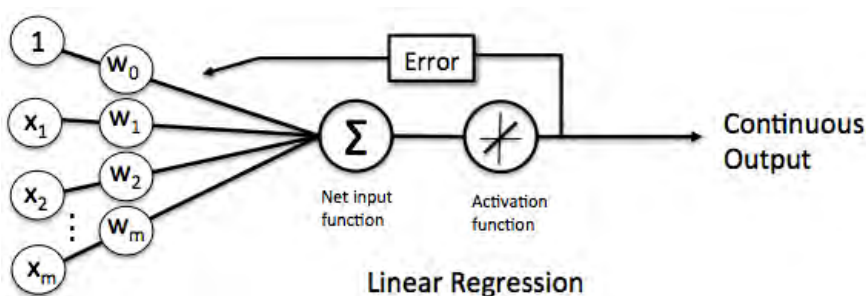 1
w0
Error
x1
w1
Σ
Continuous
Output
x2
w2
Net input
function
Activation
function
⋮
wm
xm
Linear Regression